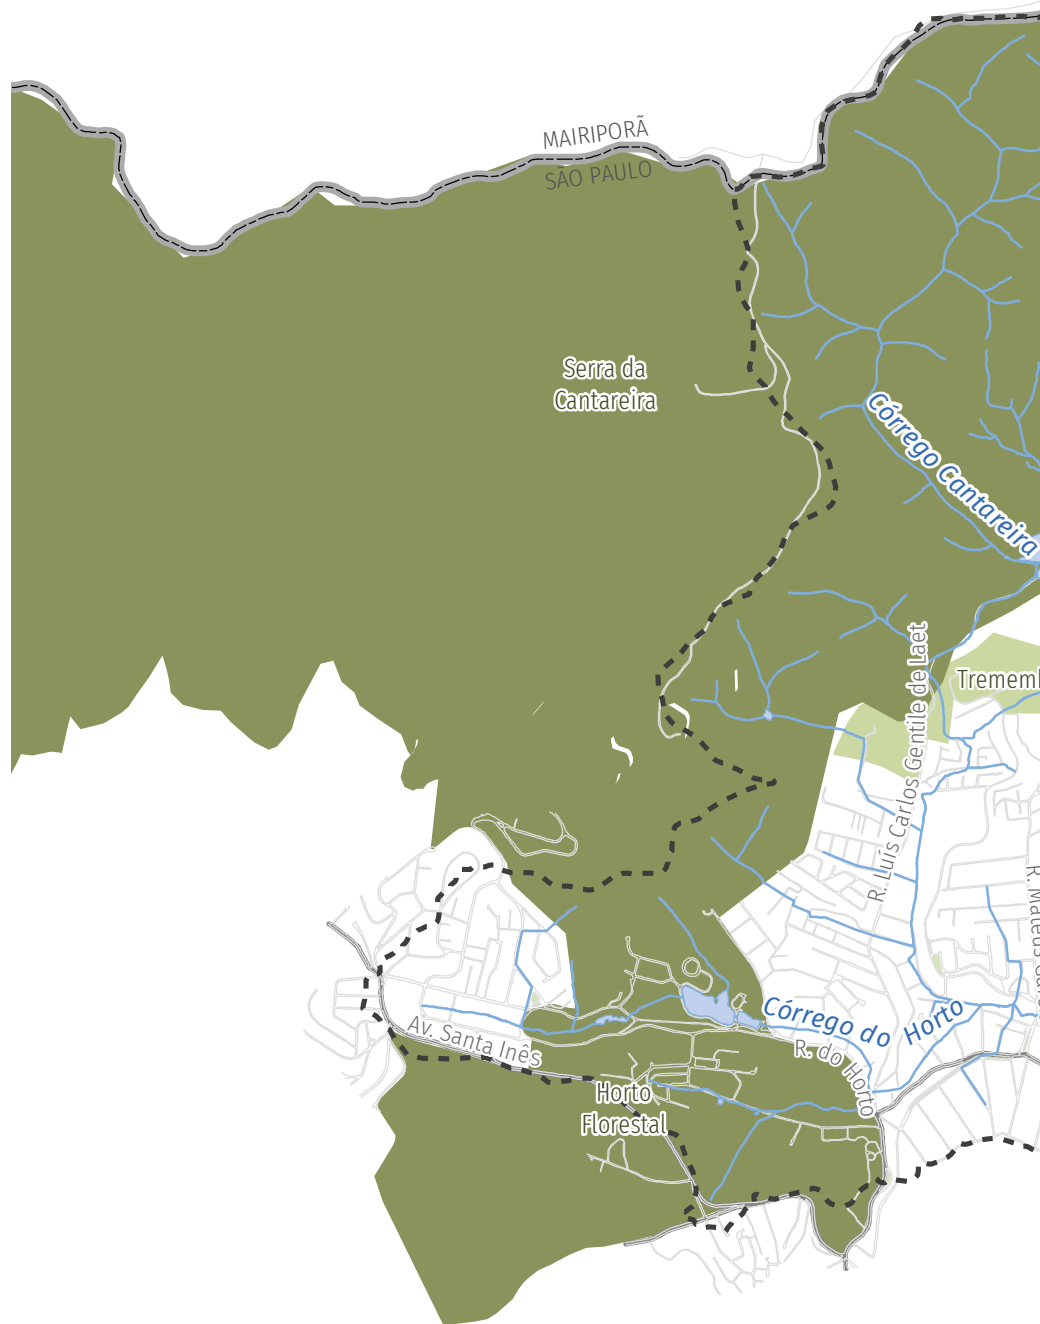 MAIRIPORÃ
SÃO PAULO
Serra da
Cantareira
Córrego Cantareira
R. Luís Carlos Gentile de Laet
R. Mateus
Córrego do Horto
Av. Santa Inês
R. do Horto
Horto
Florestal